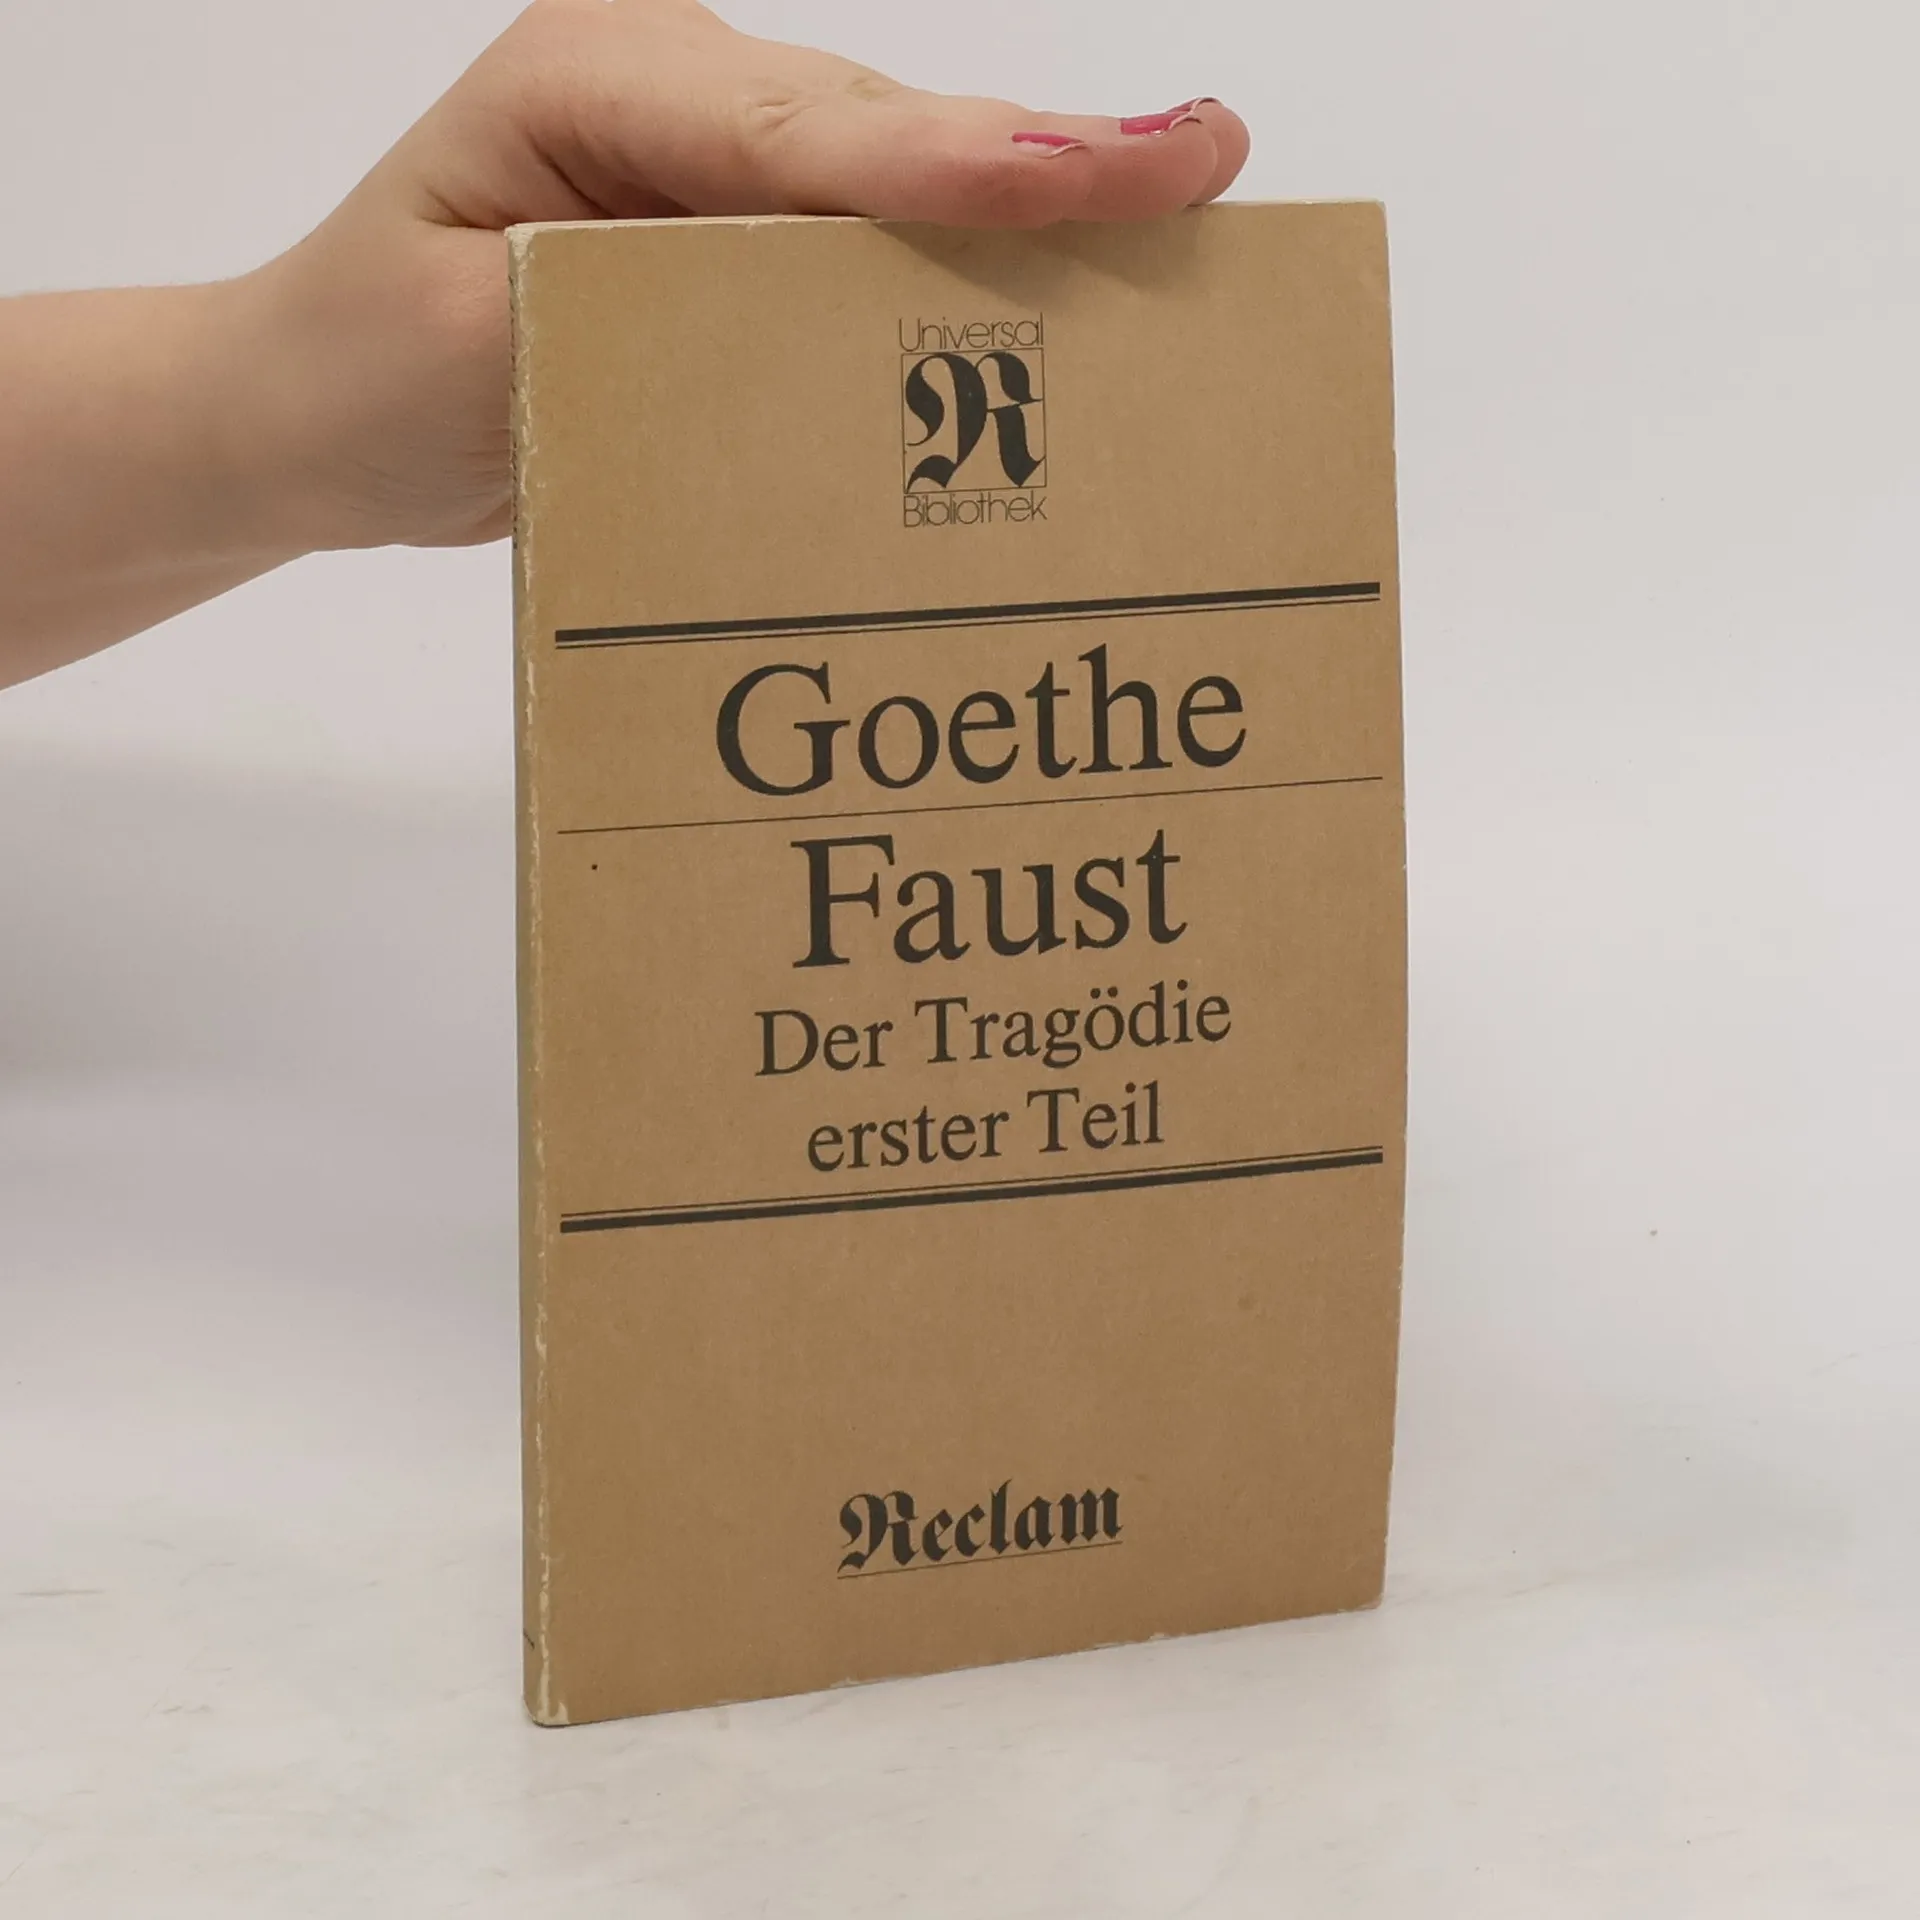 Universal
R
Bibliothek
Goethe
Faust
Der Tragödie
erster Teil
Reclam